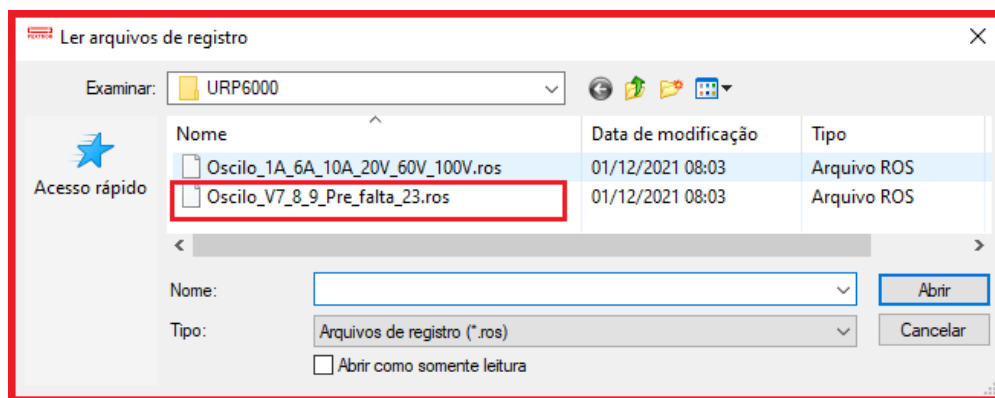 Ler arquivos de registro
Examinar: URP6000
Nome Data de modificação Tipo
Oscilo_1A_6A_10A_20V_60V_100V.ros 01/12/2021 08:03 Arquivo ROS
Oscilo_V7_8_9_Pre_falta_23.ros 01/12/2021 08:03 Arquivo ROS
Acesso rápido
Nome: Abrir
Tipo: Arquivos de registro (*.ros) Cancelar
Abrir como somente leitura